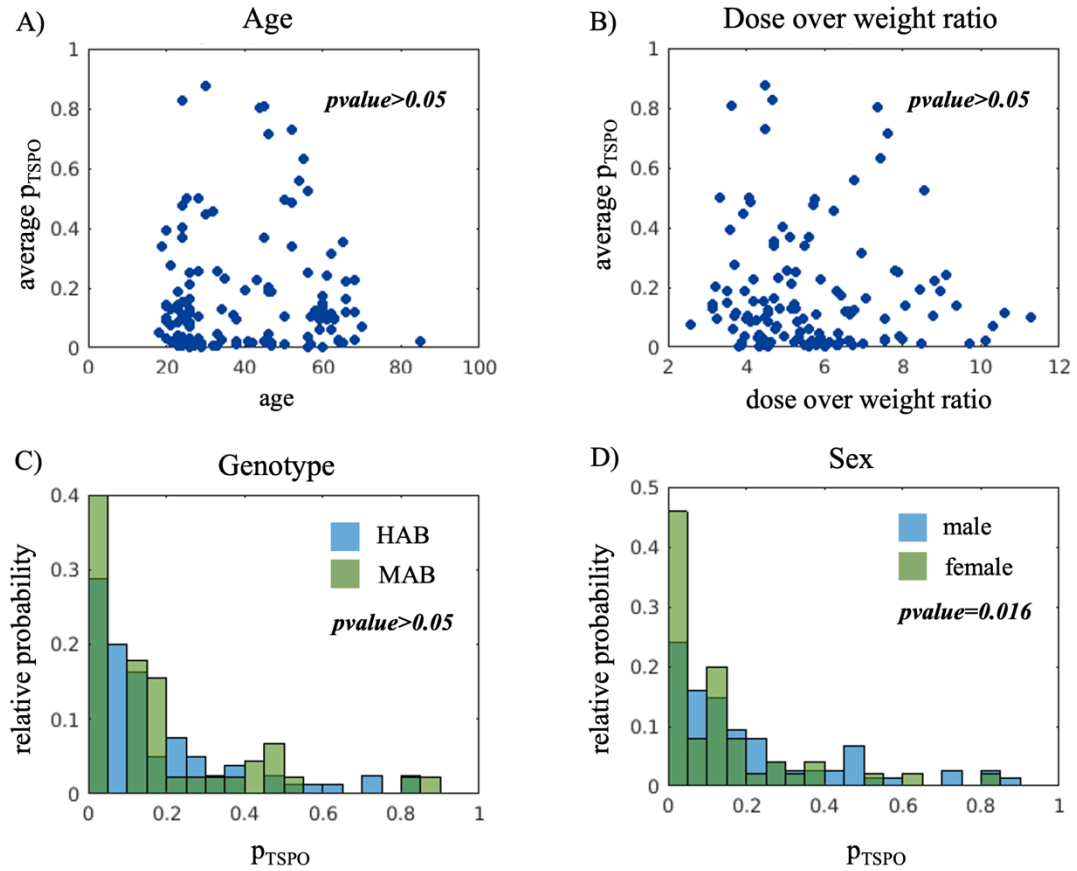 A) Age
pvalue>0.05
average pTSPO
1
0.8
0.6
0.4
0.2
0
0 20 40 60 80 100
age
B) Dose over weight ratio
pvalue>0.05
average pTSPO
1
0.8
0.6
0.4
0.2
0
2 4 6 8 10 12
dose over weight ratio
C) Genotype
HAB
MAB
pvalue>0.05
relative probability
0.4
0.3
0.2
0.1
0
0 0.2 0.4 0.6 0.8 1
pTSPO
D) Sex
male
female
pvalue=0.016
relative probability
0.5
0.4
0.3
0.2
0.1
0
0 0.2 0.4 0.6 0.8 1
pTSPO